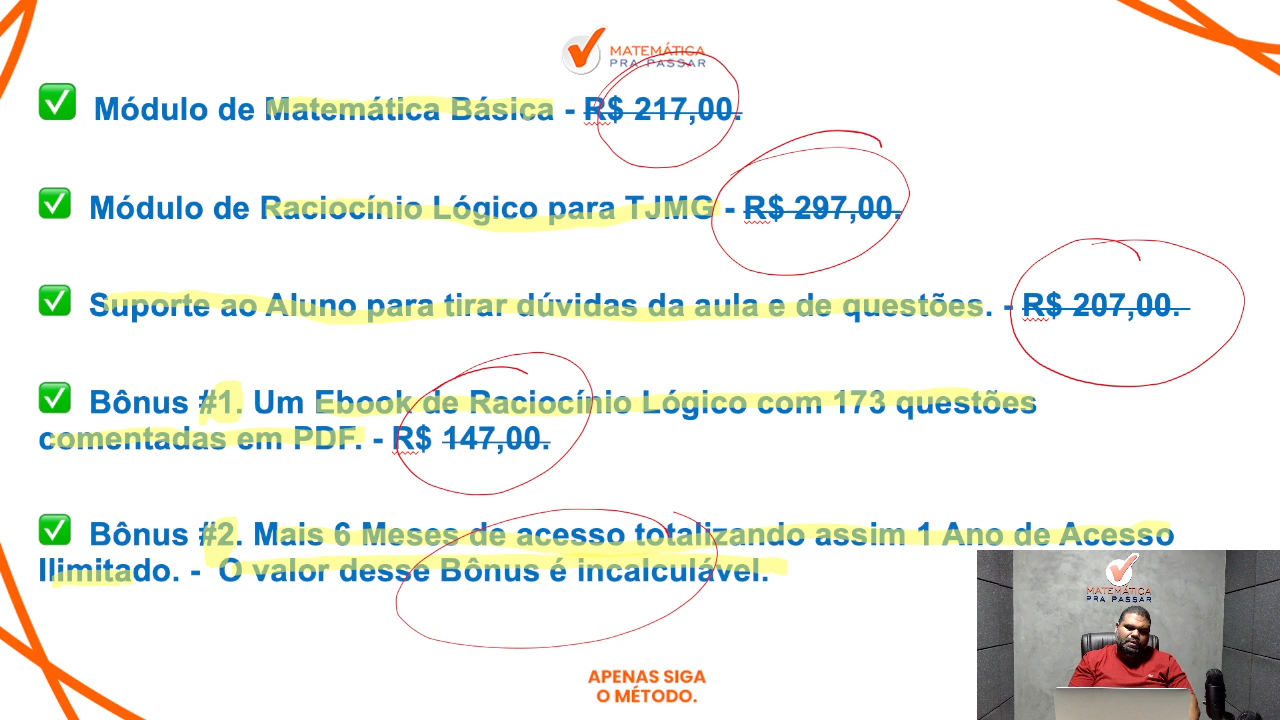 MATEMÁTICA
PRA PASSAR
Módulo de Matemática Básica - R$ 217,00.
Módulo de Raciocínio Lógico para TJMG - R$ 297,00.
Suporte ao Aluno para tirar dúvidas da aula e de questões. - R$ 207,00.
Bônus #1. Um Ebook de Raciocínio Lógico com 173 questões
comentadas em PDF. - R$ 147,00.
Bônus #2. Mais 6 Meses de acesso totalizando assim 1 Ano de Acesso
Ilimitado. - O valor desse Bônus é incalculável.
MATEMÁTICA
PRA PASSAR
APENAS SIGA
O MÉTODO.